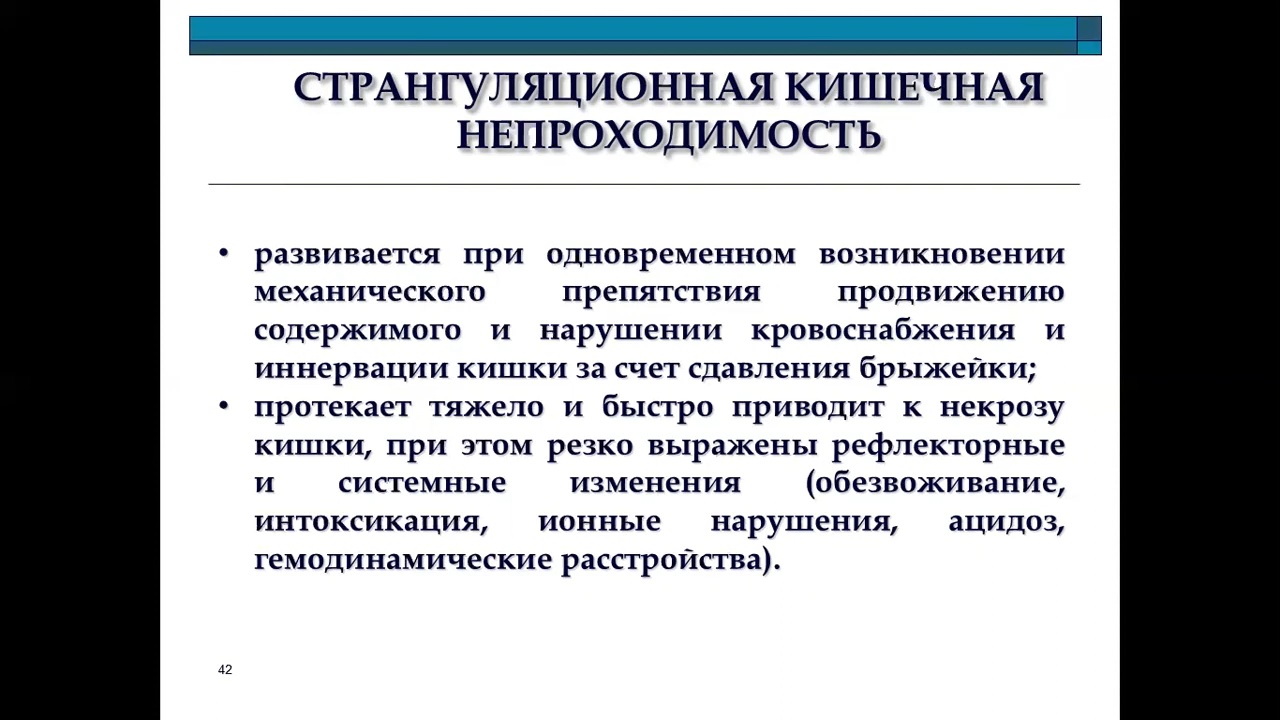 СТРАНГУЛЯЦИОННАЯ КИШЕЧНАЯ
НЕПРОХОДИМОСТЬ
• развивается при одновременном возникновении
механического препятствия продвижению
содержимого и нарушении кровоснабжения и
иннервации кишки за счет сдавления брыжейки;
• протекает тяжело и быстро приводит к некрозу
кишки, при этом резко выражены рефлекторные
и системные изменения (обезвоживание,
интоксикация, ионные нарушения, ацидоз,
гемодинамические расстройства).
42